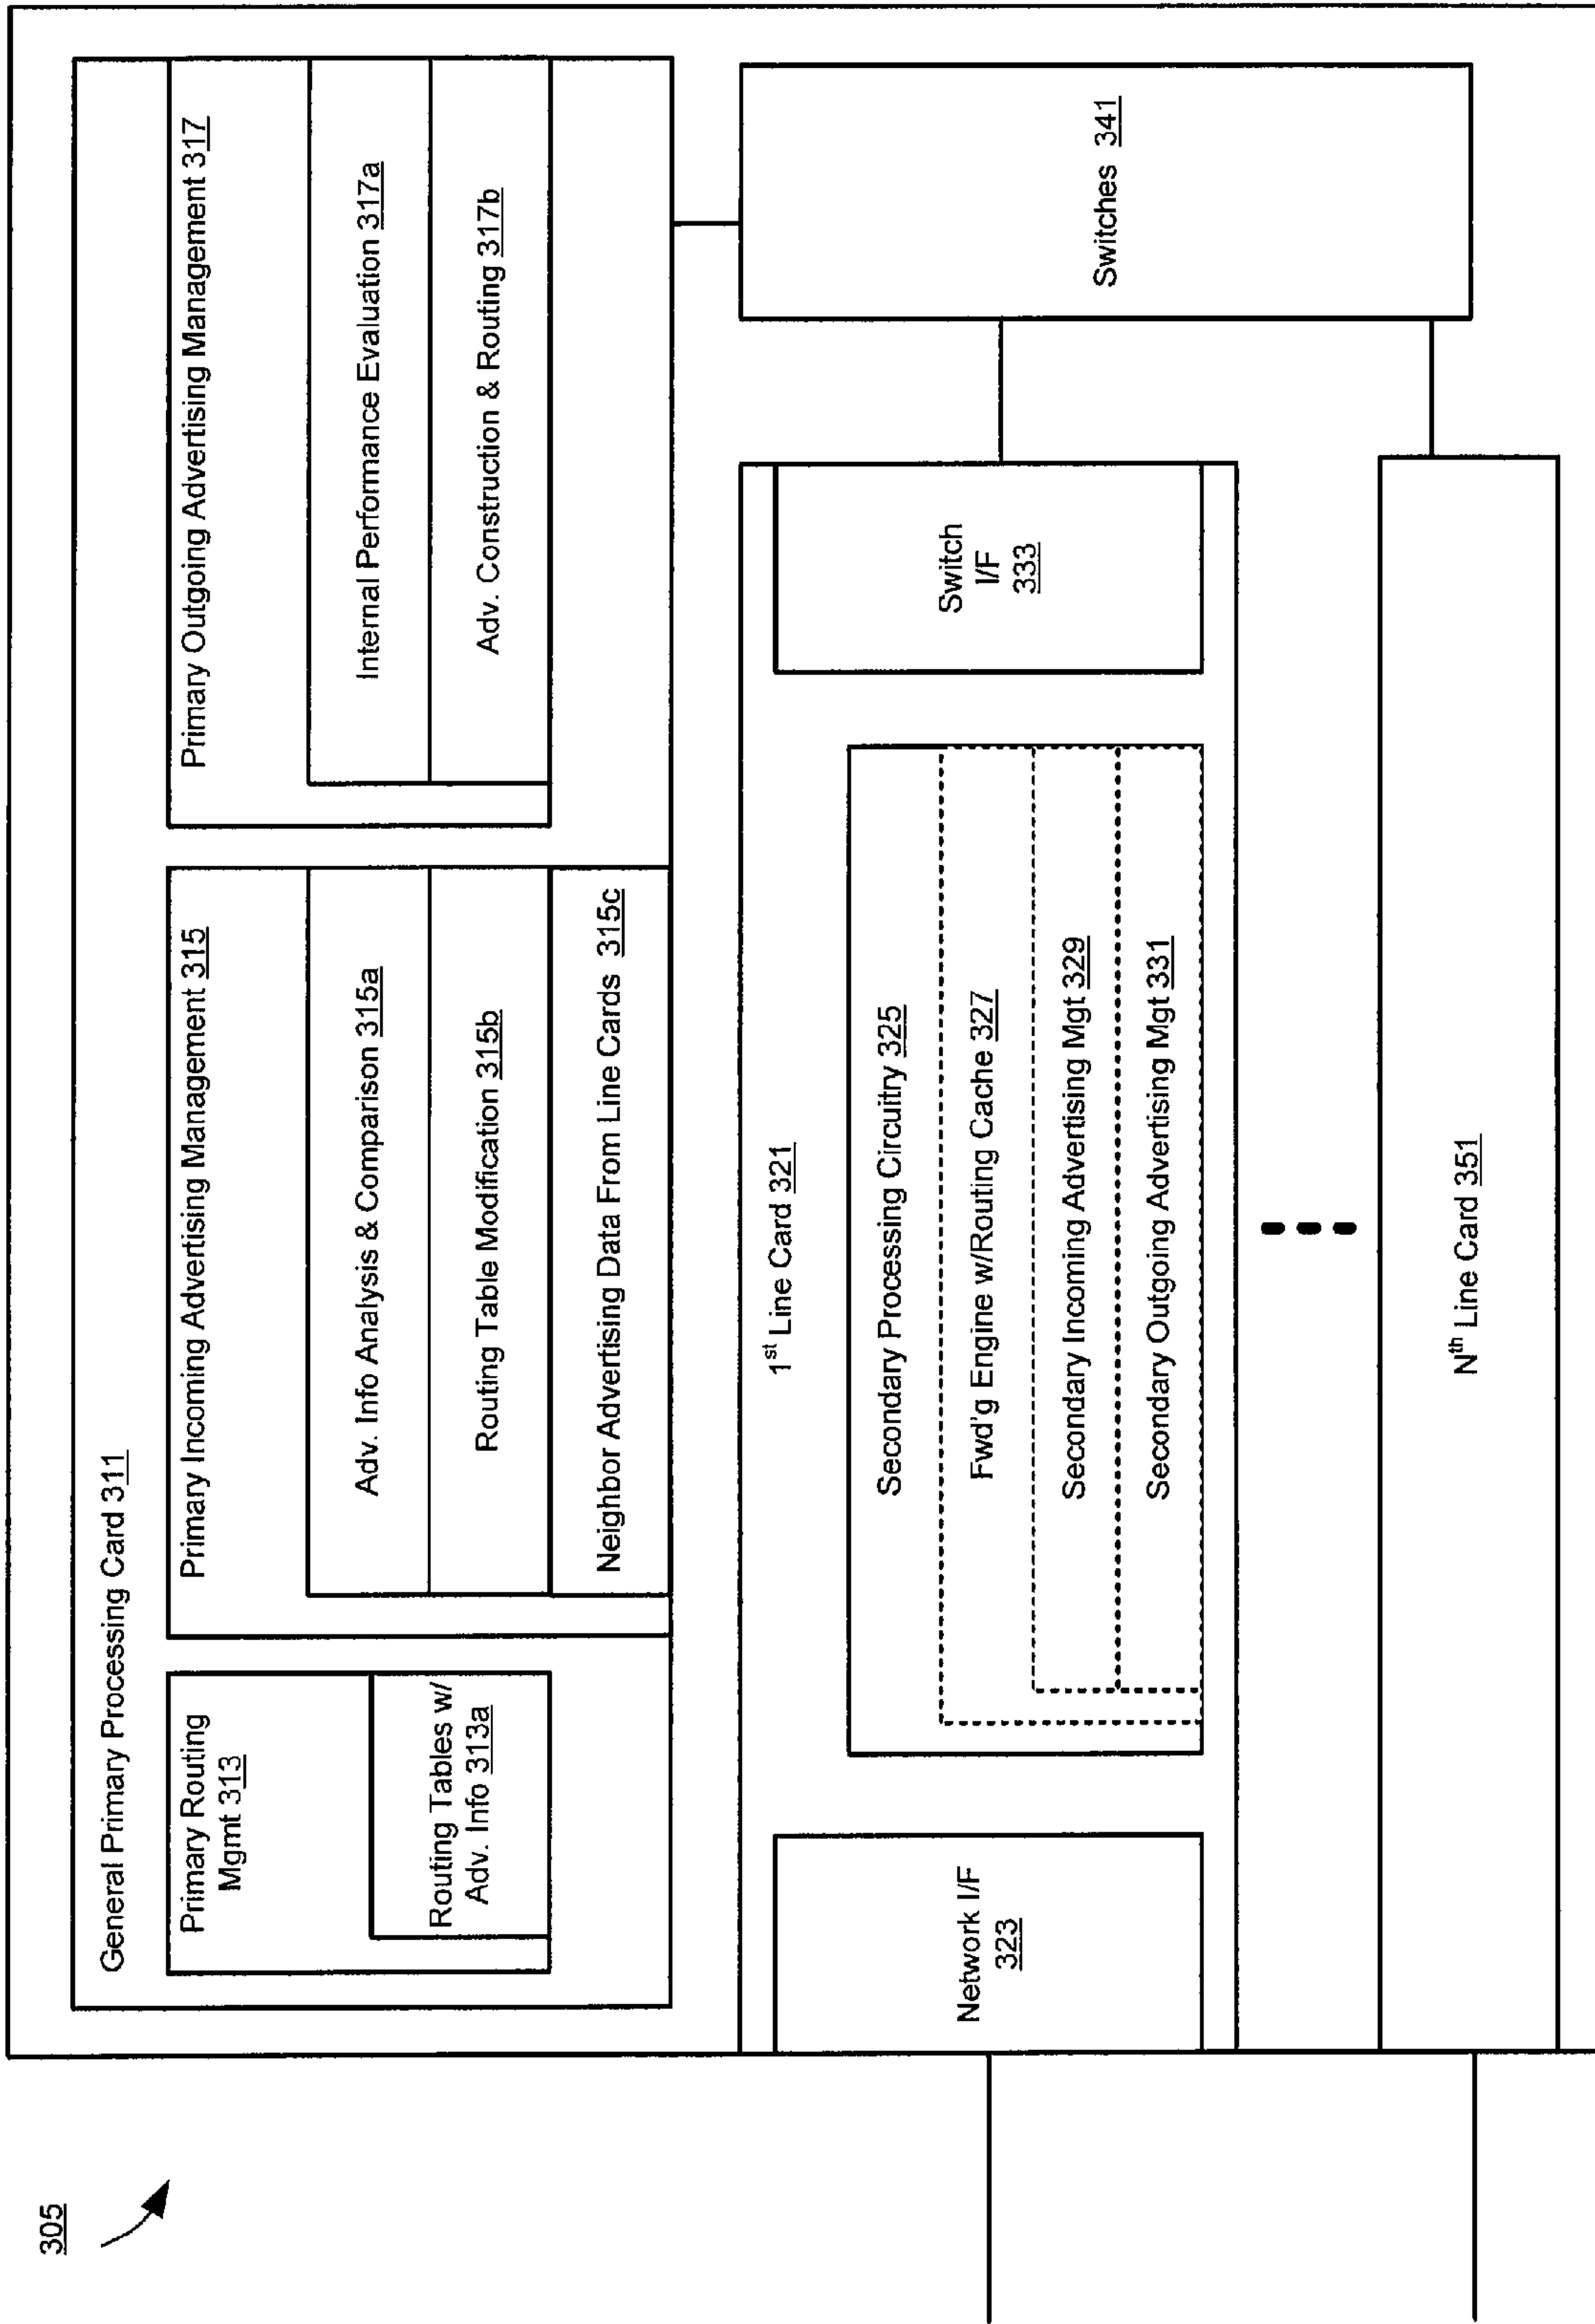 305
General Primary Processing Card 311
Primary Routing
Mgmt 313
Routing Tables w/
Adv. Info 313a
Primary Incoming Advertising Management 315
Adv. Info Analysis & Comparison 315a
Routing Table Modification 315b
Neighbor Advertising Data From Line Cards 315c
Primary Outgoing Advertising Management 317
Internal Performance Evaluation 317a
Adv. Construction & Routing 317b
1st Line Card 321
Network I/F
323
Secondary Processing Circuitry 325
Fwd'g Engine w/Routing Cache 327
Secondary Incoming Advertising Mgt 329
Secondary Outgoing Advertising Mgt 331
Switch
I/F
333
Switches 341
Nth Line Card 351